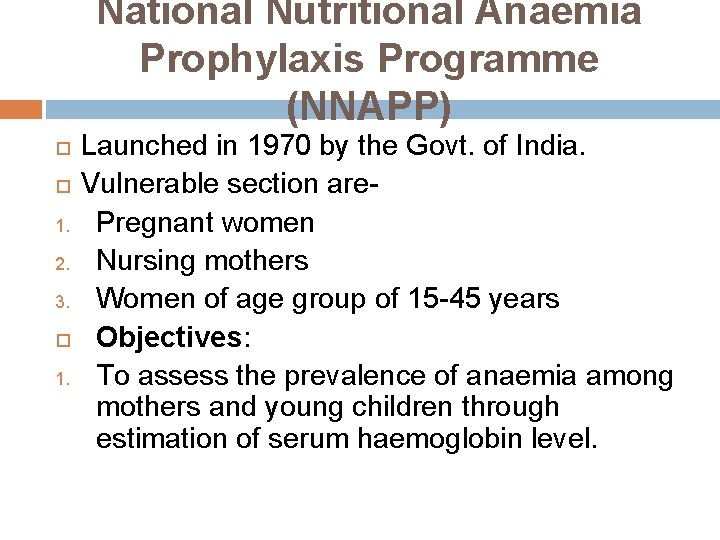 National Nutritional Anaemia
Prophylaxis Programme
(NNAPP)
Launched in 1970 by the Govt. of India.
Vulnerable section are-
1. Pregnant women
2. Nursing mothers
3. Women of age group of 15-45 years
Objectives:
1. To assess the prevalence of anaemia among
mothers and young children through
estimation of serum haemoglobin level.